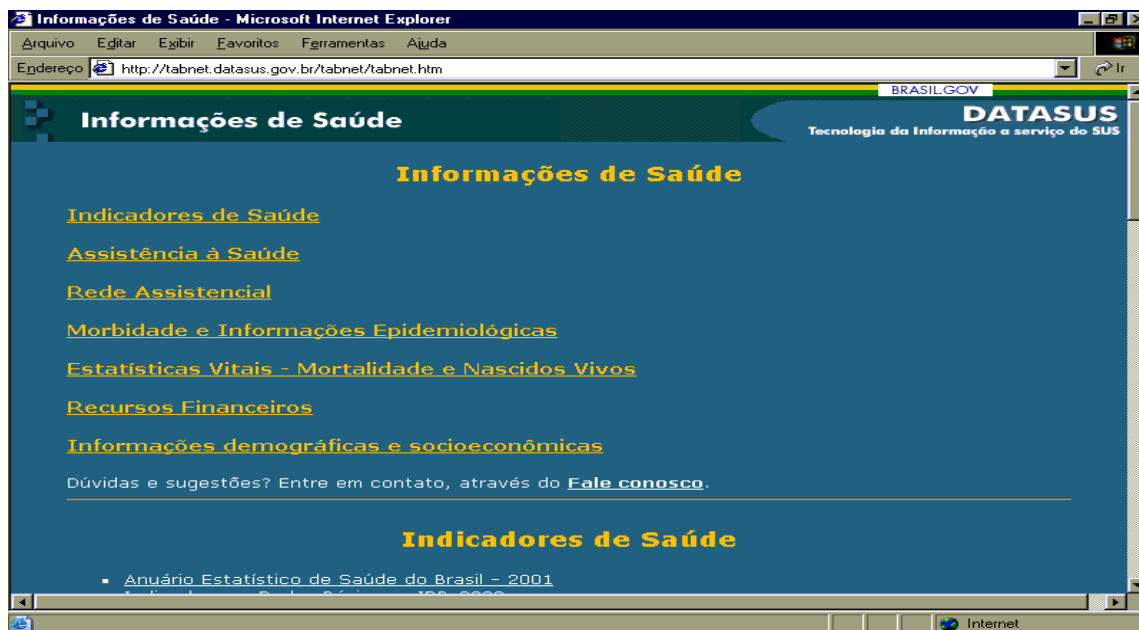 Informações de Saúde - Microsoft Internet Explorer
Arquivo Editar Exibir Favoritos Ferramentas Ajuda
Endereço http://tabnet.datasus.gov.br/tabnet/tabnet.htm Ir
BRASIL.GOV
Informações de Saúde
DATASUS
Tecnologia da Informação a serviço do SUS
Informações de Saúde
Indicadores de Saúde
Assistência à Saúde
Rede Assistencial
Morbidade e Informações Epidemiológicas
Estatísticas Vitais - Mortalidade e Nascidos Vivos
Recursos Financeiros
Informações demográficas e socioeconômicas
Dúvidas e sugestões? Entre em contato, através do Fale conosco.
Indicadores de Saúde
Anuário Estatístico de Saúde do Brasil - 2001
Internet